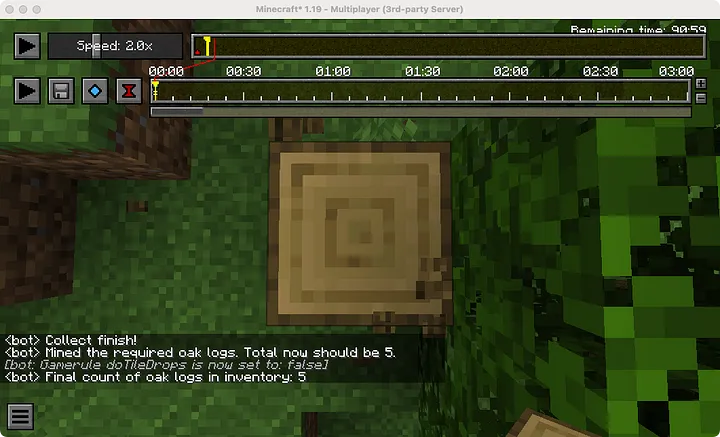 Minecraft* 1.19 - Multiplayer (3rd-party Server)
Remaining time: 90:59
Speed: 2.0x
00:00 00:30 01:00 01:30 02:00 02:30 03:00
<bot> Collect finish!
<bot> Mined the required oak logs. Total now should be 5.
[bot: Gamerule doTileDrops is now set to: false]
<bot> Final count of oak logs in inventory: 5